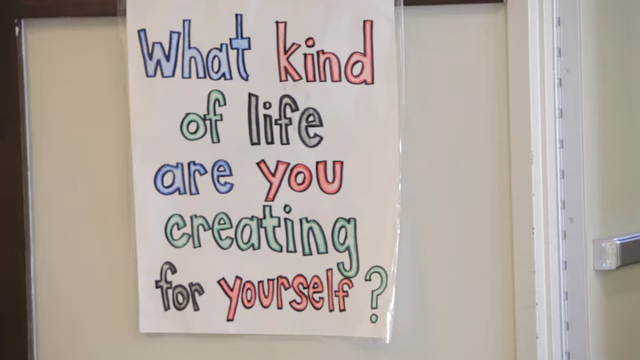 What kind
of life
are you
creating
for yourself?